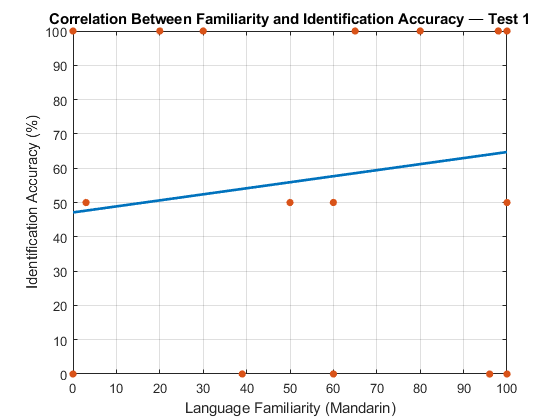 Correlation Between Familiarity and Identification Accuracy — Test 1
100
90
80
70
60
50
40
30
20
10
0
Identification Accuracy (%)
0 10 20 30 40 50 60 70 80 90 100
Language Familiarity (Mandarin)